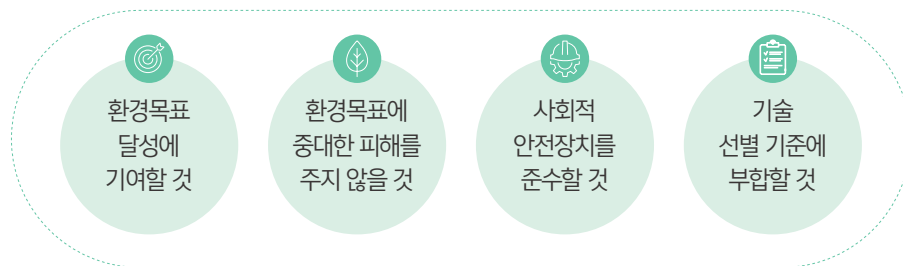 환경목표
달성에
기여할 것
환경목표에
중대한 피해를
주지 않을 것
사회적
안전장치를
준수할 것
기술
선별 기준에
부합할 것